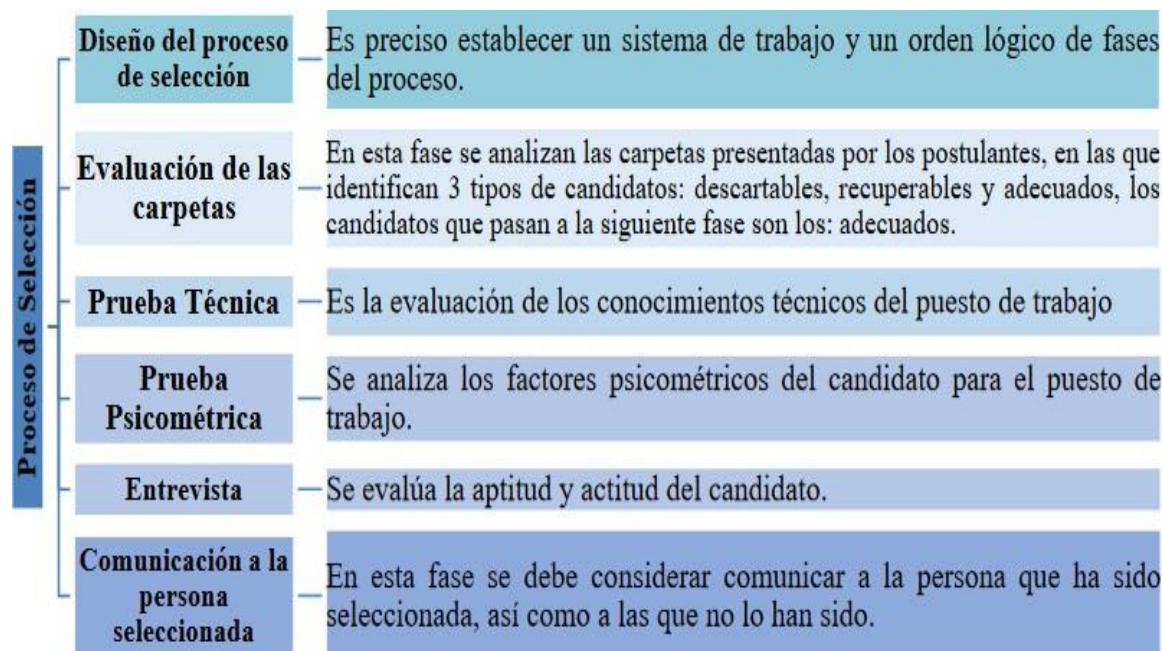 Proceso de Selección
Diseño del proceso
de selección
Es preciso establecer un sistema de trabajo y un orden lógico de fases
del proceso.
Evaluación de las
carpetas
En esta fase se analizan las carpetas presentadas por los postulantes, en las que
identifican 3 tipos de candidatos: descartables, recuperables y adecuados, los
candidatos que pasan a la siguiente fase son los: adecuados.
Prueba Técnica
Es la evaluación de los conocimientos técnicos del puesto de trabajo
Prueba
Psicométrica
Se analiza los factores psicométricos del candidato para el puesto de
trabajo.
Entrevista
Se evalúa la aptitud y actitud del candidato.
Comunicación a la
persona
seleccionada
En esta fase se debe considerar comunicar a la persona que ha sido
seleccionada, así como a las que no lo han sido.